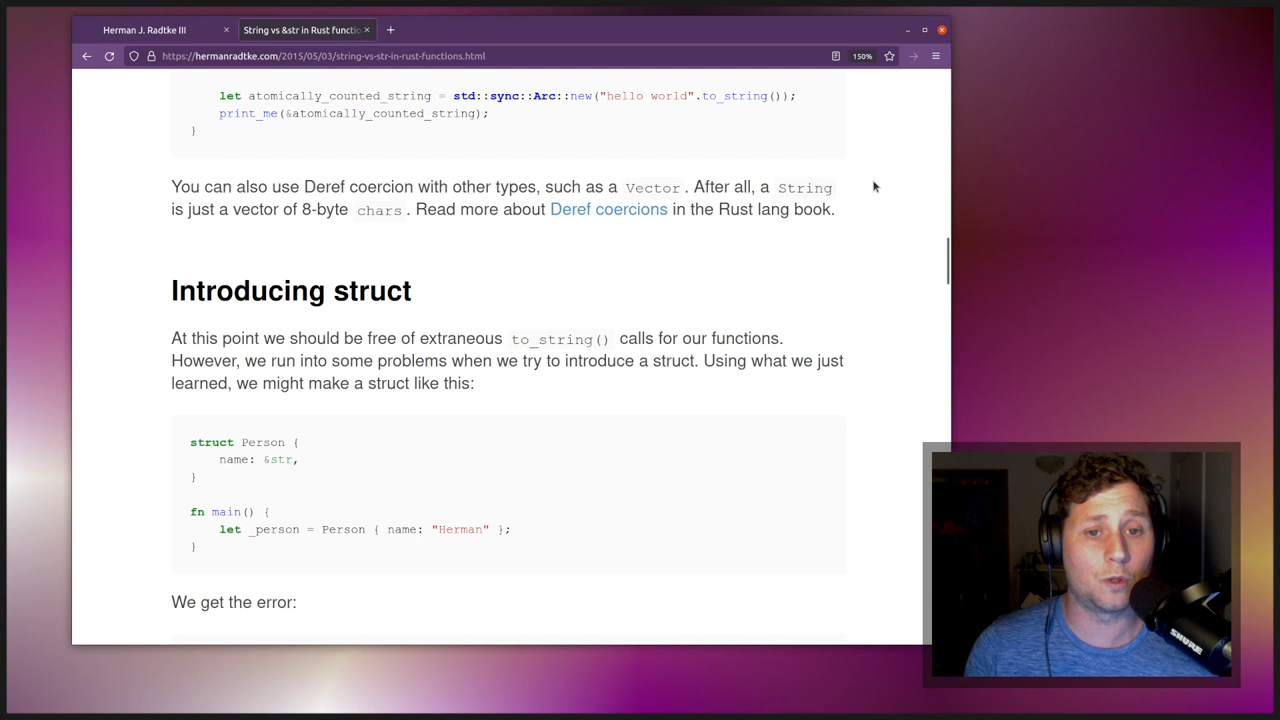 Herman J. Radtke III
String vs &str in Rust functi
https://hermanradtke.com/2015/05/03/string-vs-str-in-rust-functions.html
150%
let atomically_counted_string = std::sync::Arc::new("hello world".to_string());
print_me(&atomically_counted_string);
}
You can also use Deref coercion with other types, such as a Vector. After all, a String
is just a vector of 8-byte chars. Read more about Deref coercions in the Rust lang book.
Introducing struct
At this point we should be free of extraneous to_string() calls for our functions.
However, we run into some problems when we try to introduce a struct. Using what we just
learned, we might make a struct like this:
struct Person {
name: &str,
}
fn main() {
let _person = Person { name: "Herman" };
}
We get the error:
SHURE